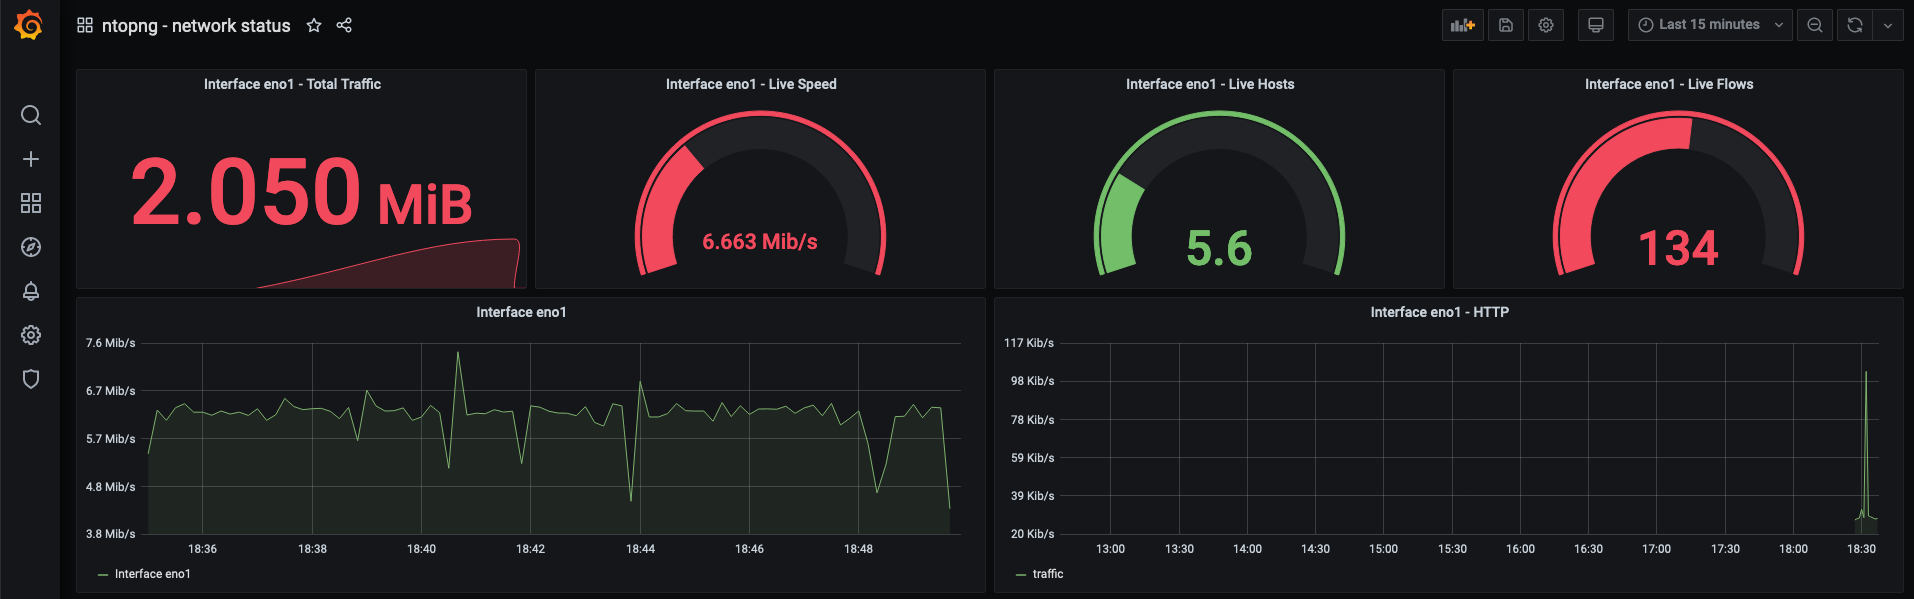 ntopng - network status
Last 15 minutes
Interface eno1 - Total Traffic
2.050 MiB
Interface eno1 - Live Speed
6.663 Mib/s
Interface eno1 - Live Hosts
5.6
Interface eno1 - Live Flows
134
Interface eno1
7.6 Mib/s
6.7 Mib/s
5.7 Mib/s
4.8 Mib/s
3.8 Mib/s
18:36 18:38 18:40 18:42 18:44 18:46 18:48
Interface eno1
Interface eno1 - HTTP
117 Kib/s
98 Kib/s
78 Kib/s
59 Kib/s
39 Kib/s
20 Kib/s
13:00 13:30 14:00 14:30 15:00 15:30 16:00 16:30 17:00 17:30 18:00 18:30
traffic